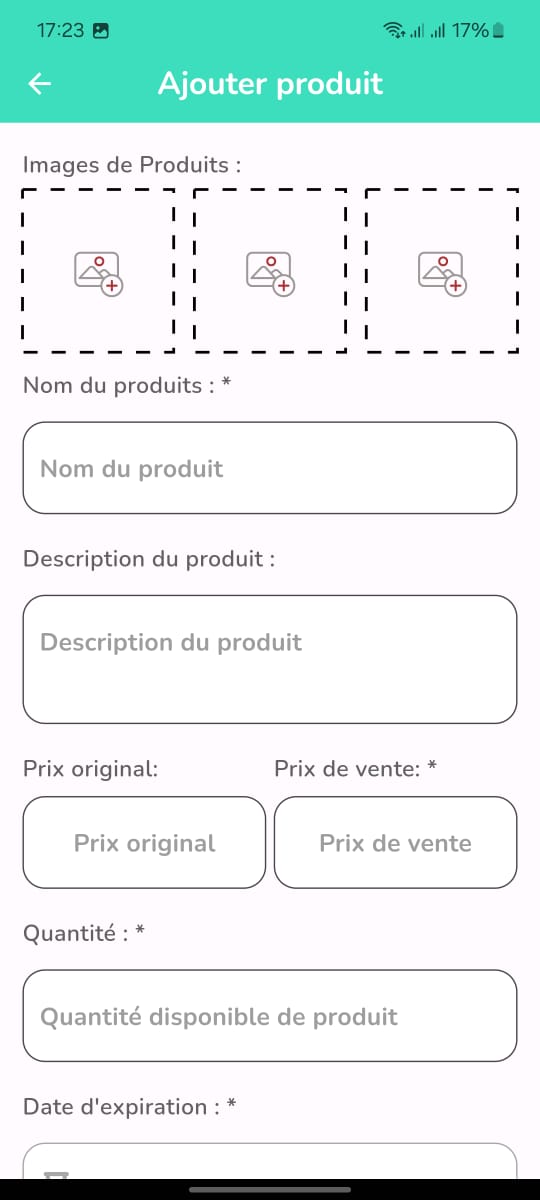 17:23 17%
Ajouter produit
Images de Produits :
Nom du produits : *
Nom du produit
Description du produit :
Description du produit
Prix original: Prix de vente: *
Prix original Prix de vente
Quantité : *
Quantité disponible de produit
Date d'expiration : *